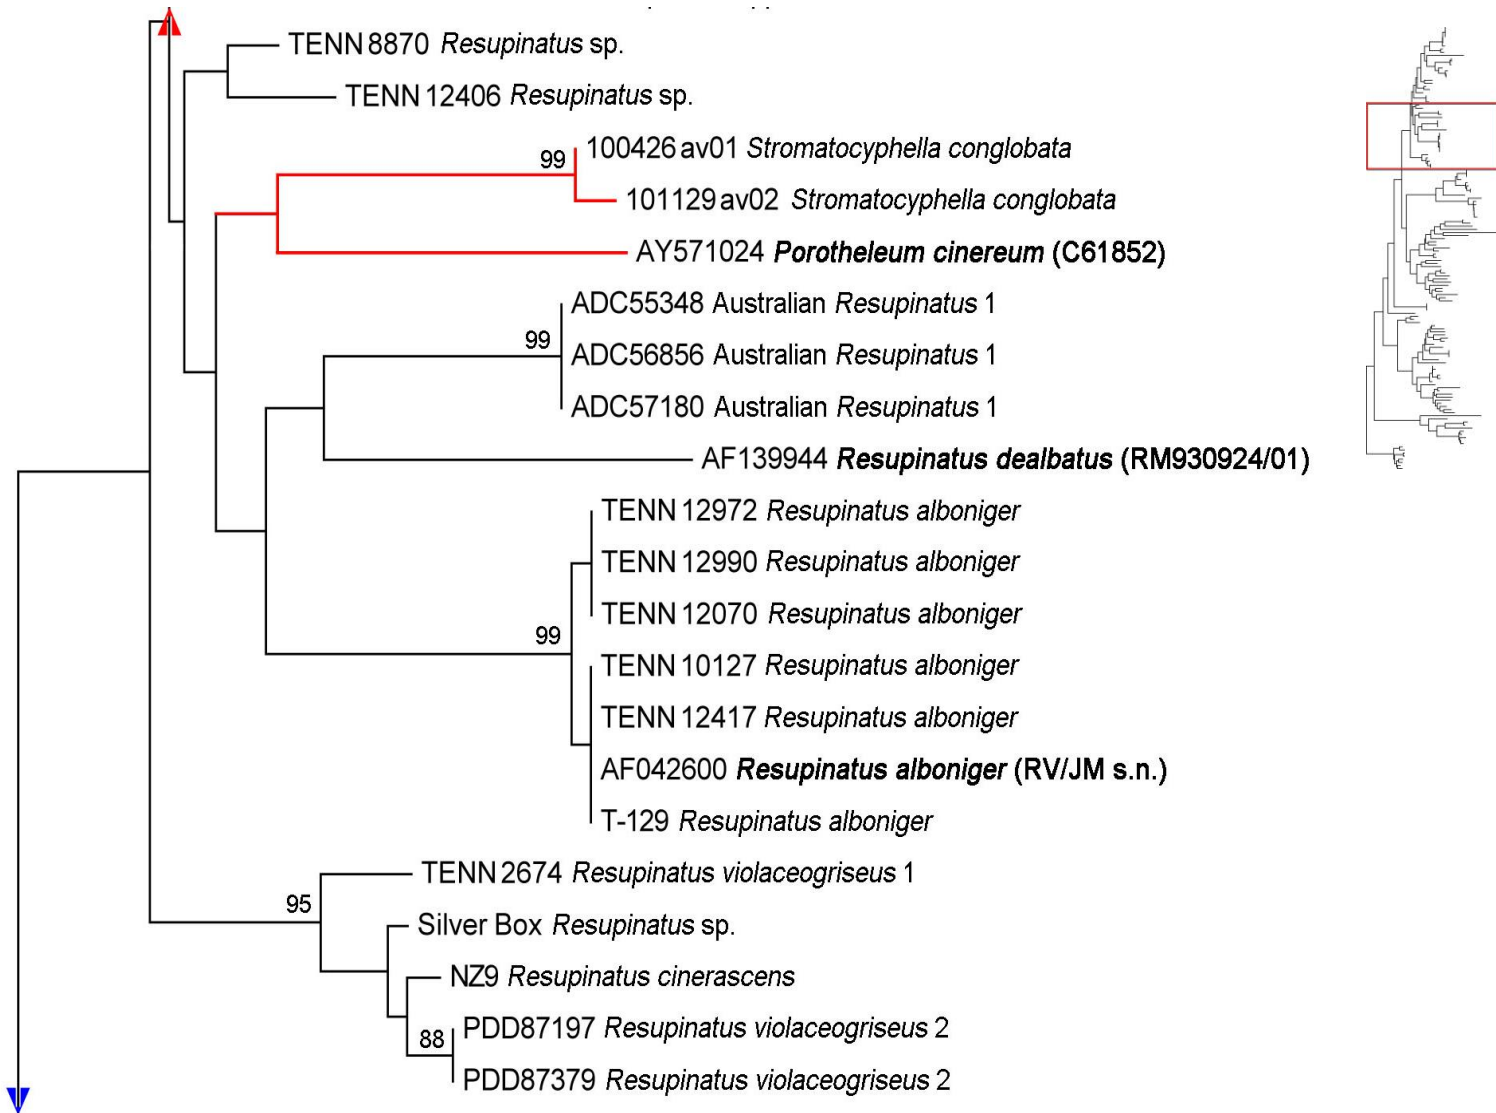 TENN 8870 Resupinatus sp.
TENN 12406 Resupinatus sp.
99
100426av01 Stromatocyphella conglobata
101129av02 Stromatocyphella conglobata
AY571024 Porotheleum cinereum (C61852)
ADC55348 Australian Resupinatus 1
99
ADC56856 Australian Resupinatus 1
ADC57180 Australian Resupinatus 1
AF139944 Resupinatus dealbatus (RM930924/01)
TENN 12972 Resupinatus alboniger
TENN 12990 Resupinatus alboniger
TENN 12070 Resupinatus alboniger
99
TENN 10127 Resupinatus alboniger
TENN 12417 Resupinatus alboniger
AF042600 Resupinatus alboniger (RV/JM s.n.)
T-129 Resupinatus alboniger
TENN 2674 Resupinatus violaceogriseus 1
95
Silver Box Resupinatus sp.
NZ9 Resupinatus cinerascens
PDD87197 Resupinatus violaceogriseus 2
88
PDD87379 Resupinatus violaceogriseus 2